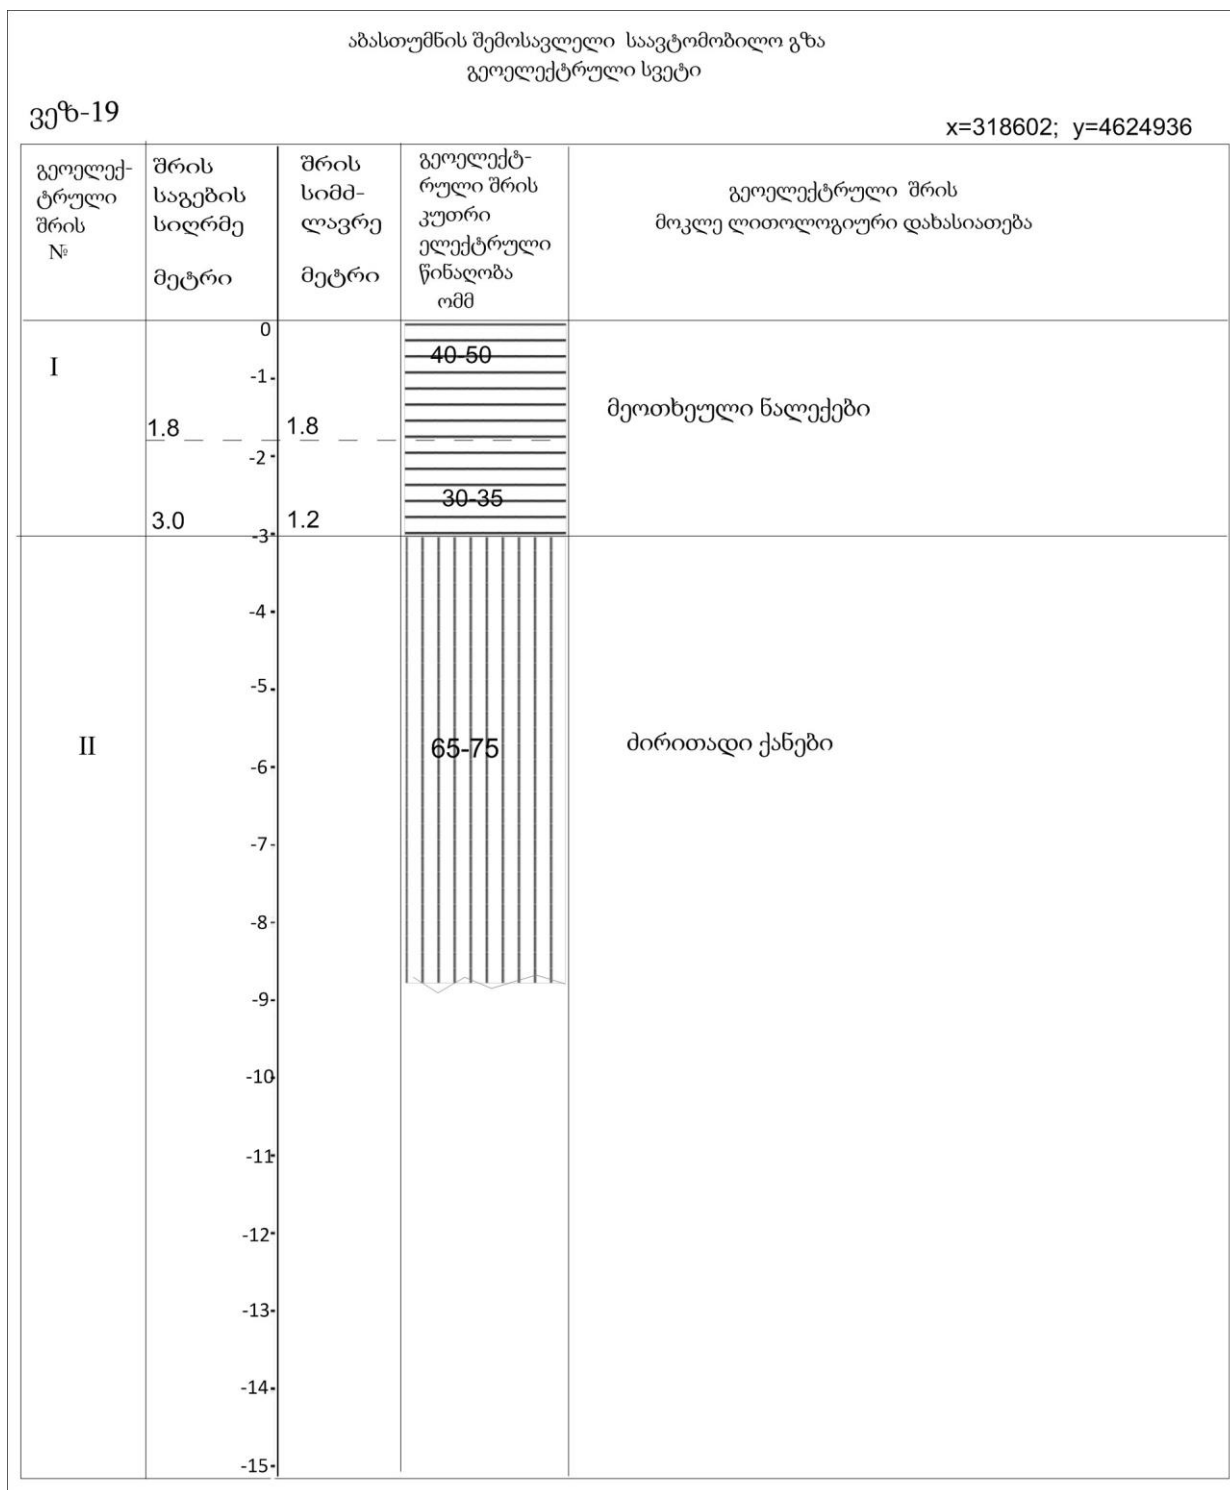 აბასთუმნის შემოსავლელი საავტომობილო გზა
გეოელექტრული სვეტი
ვეზ-19
x=318602; y=4624936
გეოელექ-
ტრული
შრის
№
შრის
საგების
სიღრმე
მეტრი
შრის
სიმძ-
ლავრე
მეტრი
გეოელექტ-
რული შრის
კუთრი
ელექტრული
წინაღობა
ომმ
გეოელექტრული შრის
მოკლე ლითოლოგიური დახასიათება
0
I
40-50
-1
მეოთხეული ნალექები
1.8
1.8
-2
30-35
3.0
1.2
-3
-4
-5
II
65-75
ძირითადი ქანები
-6
-7
-8
-9
-10
-11
-12
-13
-14
-15